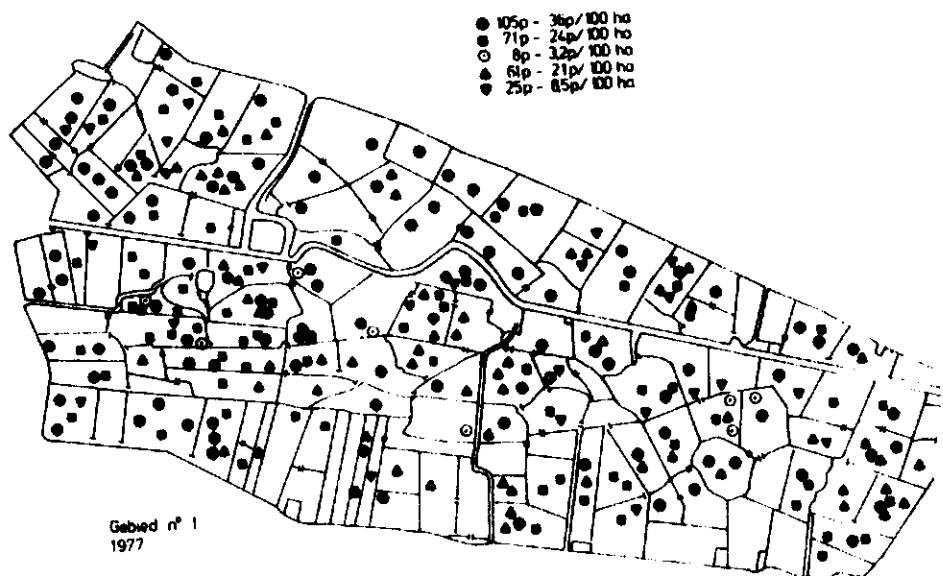 105p - 36p/100 ha
71p - 24p/100 ha
8p - 3,2p/100 ha
61p - 21p/100 ha
25p - 8,5p/100 ha
Gebied nº 1
1977